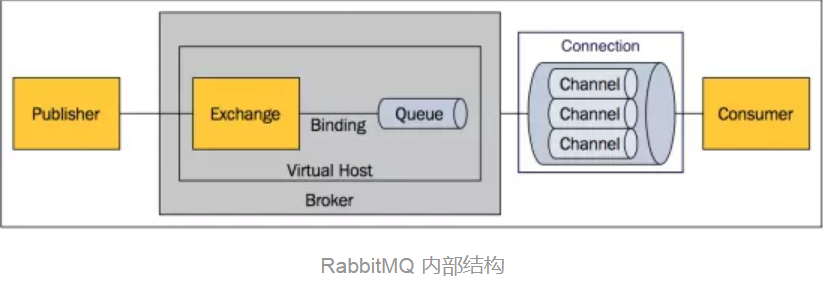 Connection
Channel
Publisher
Exchange
Queue
Channel
Consumer
Binding
Channel
Virtual Host
Broker
RabbitMQ 内部结构